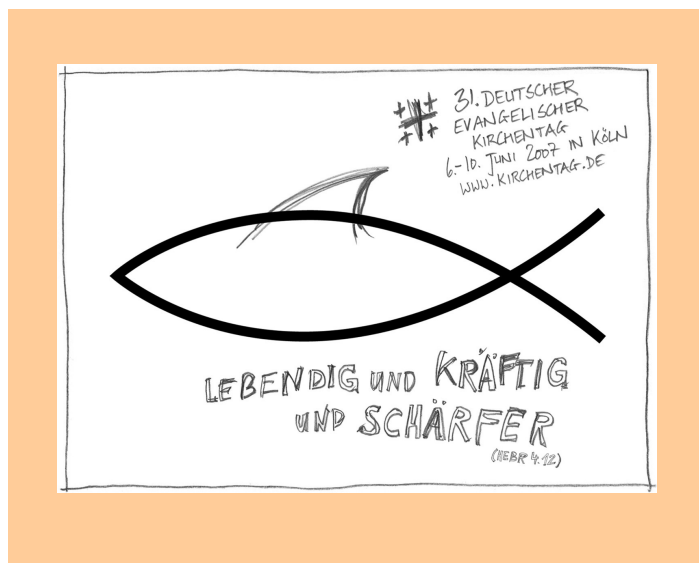 31. DEUTSCHER
EVANGELISCHER
KIRCHENTAG
6.-10. JUNI 2007 IN KÖLN
WWW.KIRCHENTAG.DE
LEBENDIG UND KRÄFTIG
UND SCHÄRFER
(HEBR 4.12)